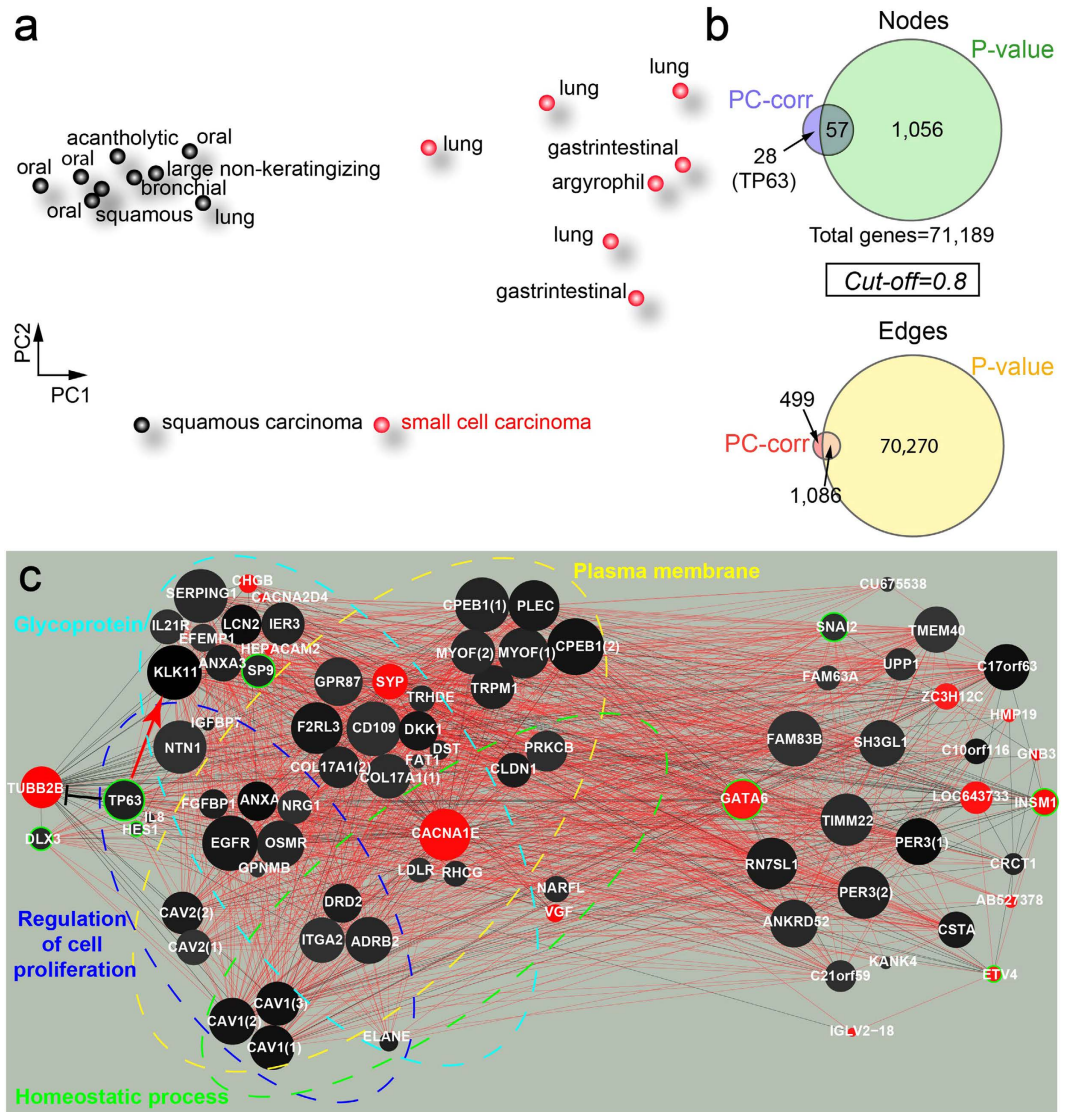 a
lung
lung
acantholytic
oral
lung
oral
oral
large non-keratingizing
bronchial
gastrintestinal
argyrophil
oral
squamous
lung
lung
gastrintestinal
PC2
PC1
squamous carcinoma
small cell carcinoma
b
Nodes
P-value
PC-corr
57
1,056
28
(TP63)
Total genes=71,189
Cut-off=0.8
Edges
P-value
499
PC-corr
70,270
1,086
c
Plasma membrane
Glycoprotein
Regulation
of cell
proliferation
Homeostatic process
SERPING1
CHGB
CACNA2D4
IL21R
LCN2
IER3
EFEMP1
HEPACAM2
KLK11
ANXA3
SP9
CPEB1(1)
PLEC
MYOF(2)
MYOF(1)
CPEB1(2)
TRPM1
GPR87
SYP
TRHDE
IGFBP7
NTN1
F2RL3
CD109
DKK1
DST
FAT1
COL17A1(2)
COL17A1(1)
PRKCB
CLDN1
TUBB2B
TP63
IL8
HES1
DLX3
FGFBP1
ANXA
NRG1
EGFR
OSMR
GPNMB
CACNA1E
LDLR
RHCG
NARFL
VGF
CAV2(2)
CAV2(1)
DRD2
ITGA2
ADRB2
CAV1(3)
CAV1(2)
CAV1(1)
ELANE
CU675538
SNAI2
TMEM40
UPP1
FAM63A
C17orf63
ZC3H12C
HMP19
FAM83B
SH3GL1
C10orf116
GNB3
GATA6
LOC643733
INSM1
TIMM22
PER3(1)
RN7SL1
CRCT1
PER3(2)
AB527378
ANKRD52
CSTA
KANK4
C21orf59
ETV4
IGLV2-18